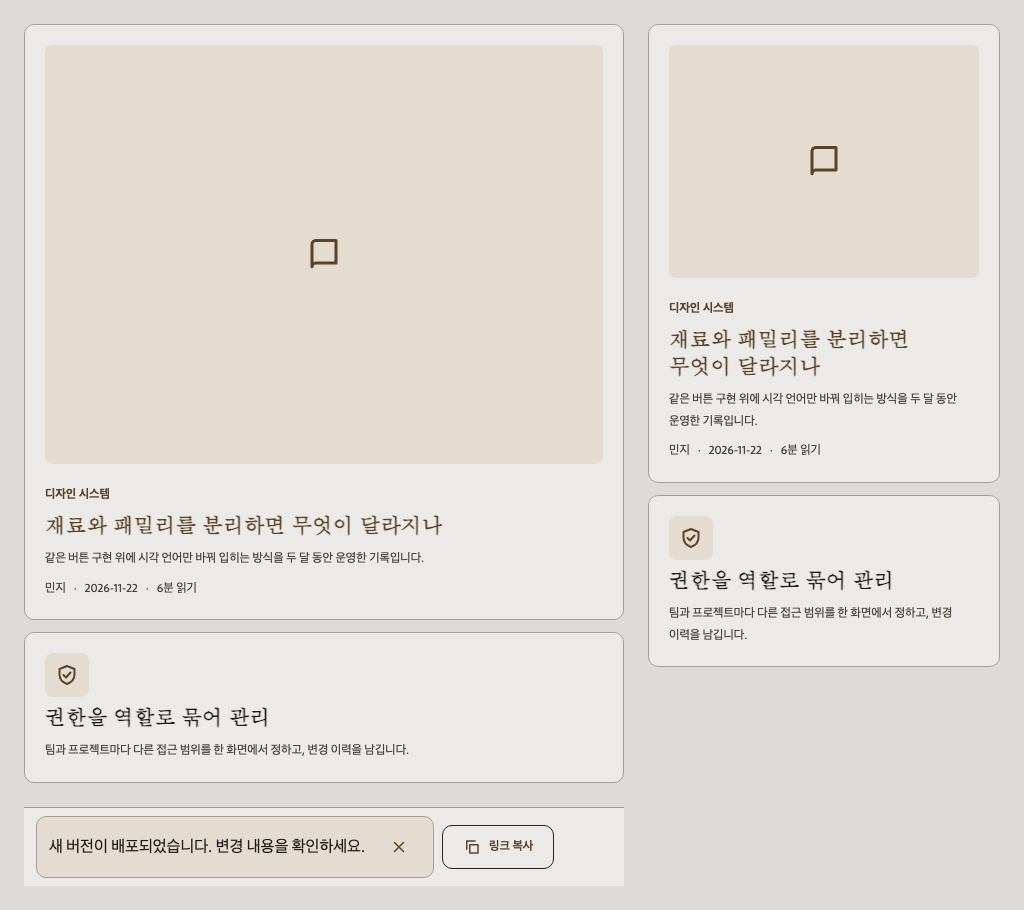 디자인 시스템
재료와 패밀리를 분리하면 무엇이 달라지나
같은 버튼 구현 위에 시각 언어만 바꿔 입히는 방식을 두 달 동안 운영한 기록입니다.
민지 · 2026-11-22 · 6분 읽기
권한을 역할로 묶어 관리
팀과 프로젝트마다 다른 접근 범위를 한 화면에서 정하고, 변경 이력을 남깁니다.
새 버전이 배포되었습니다. 변경 내용을 확인하세요.
링크 복사
디자인 시스템
재료와 패밀리를 분리하면
무엇이 달라지나
같은 버튼 구현 위에 시각 언어만 바꿔 입히는 방식을 두 달 동안
운영한 기록입니다.
민지 · 2026-11-22 · 6분 읽기
권한을 역할로 묶어 관리
팀과 프로젝트마다 다른 접근 범위를 한 화면에서 정하고, 변경
이력을 남깁니다.